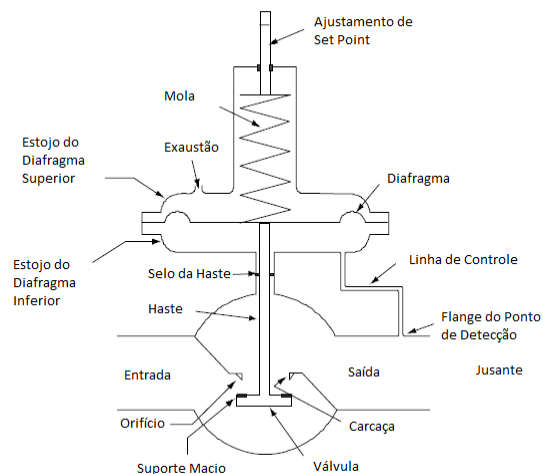 Ajustamento de
Set Point
Mola
Exaustão
Estojo do
Diafragma
Superior
Diafragma
Estojo do
Diafragma
Inferior
Selo da Haste
Linha de Controle
Haste
Flange do Ponto
de Detecção
Entrada
Saída
Jusante
Orifício
Carcaça
Suporte Macio
Válvula